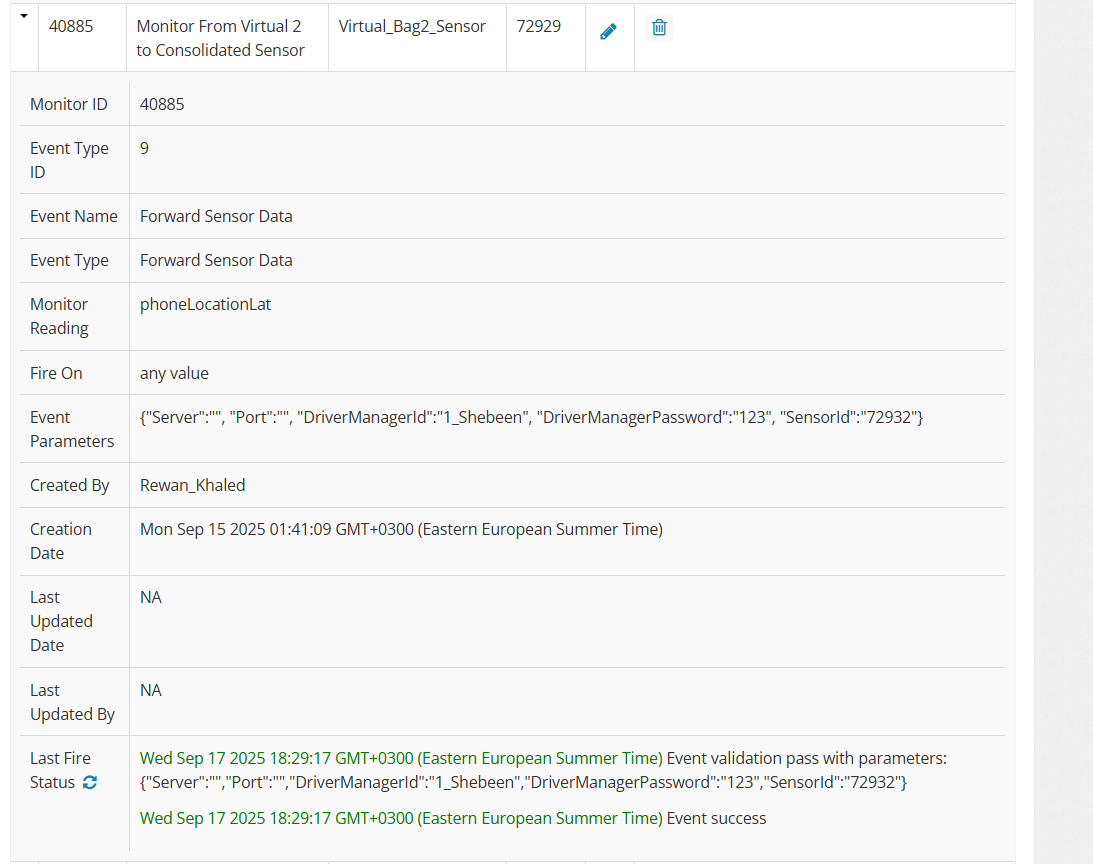 40885 Monitor From Virtual 2 Virtual_Bag2_Sensor 72929
to Consolidated Sensor
Monitor ID 40885
Event Type 9
ID
Event Name Forward Sensor Data
Event Type Forward Sensor Data
Monitor phoneLocationLat
Reading
Fire On any value
Event {"Server":"", "Port":"", "DriverManagerId":"1_Shebeen", "DriverManagerPassword":"123", "SensorId":"72932"}
Parameters
Created By Rewan_Khaled
Creation Mon Sep 15 2025 01:41:09 GMT+0300 (Eastern European Summer Time)
Date
Last NA
Updated
Date
Last NA
Updated By
Last Fire Wed Sep 17 2025 18:29:17 GMT+0300 (Eastern European Summer Time) Event validation pass with parameters:
Status {"Server":"","Port":"","DriverManagerId":"1_Shebeen","DriverManagerPassword":"123","SensorId":"72932"}
Wed Sep 17 2025 18:29:17 GMT+0300 (Eastern European Summer Time) Event success